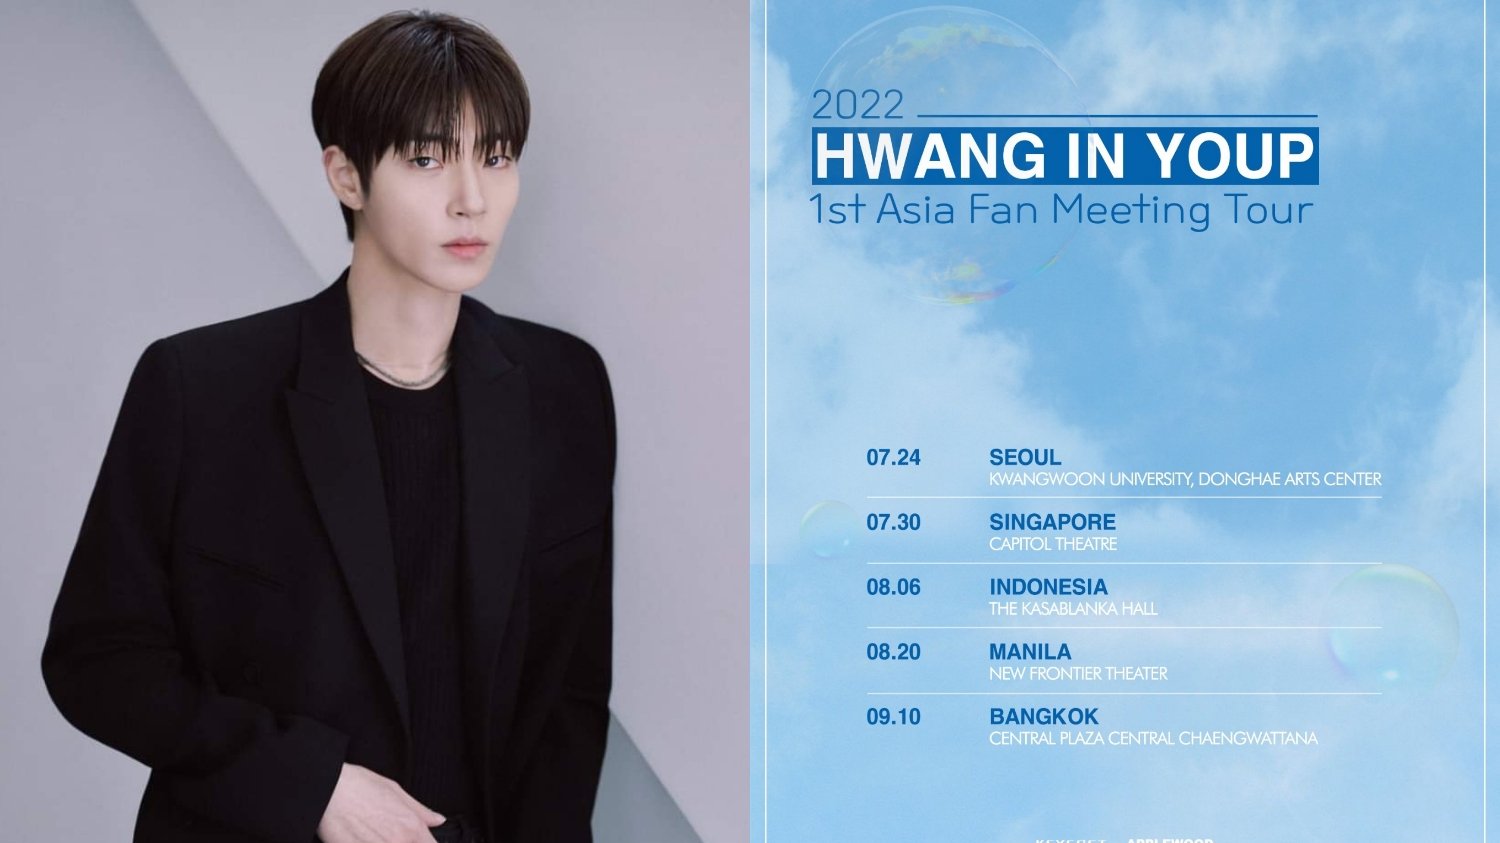 2022
HWANG IN YOUP
1st Asia Fan Meeting Tour
07.24 SEOUL
KWANGWOON UNIVERSITY, DONGHAE ARTS CENTER
07.30 SINGAPORE
CAPITOL THEATRE
08.06 INDONESIA
THE KASABLANKA HALL
08.20 MANILA
NEW FRONTIER THEATER
09.10 BANGKOK
CENTRAL PLAZA CENTRAL CHAENGWATTANA
APPLEWOOD